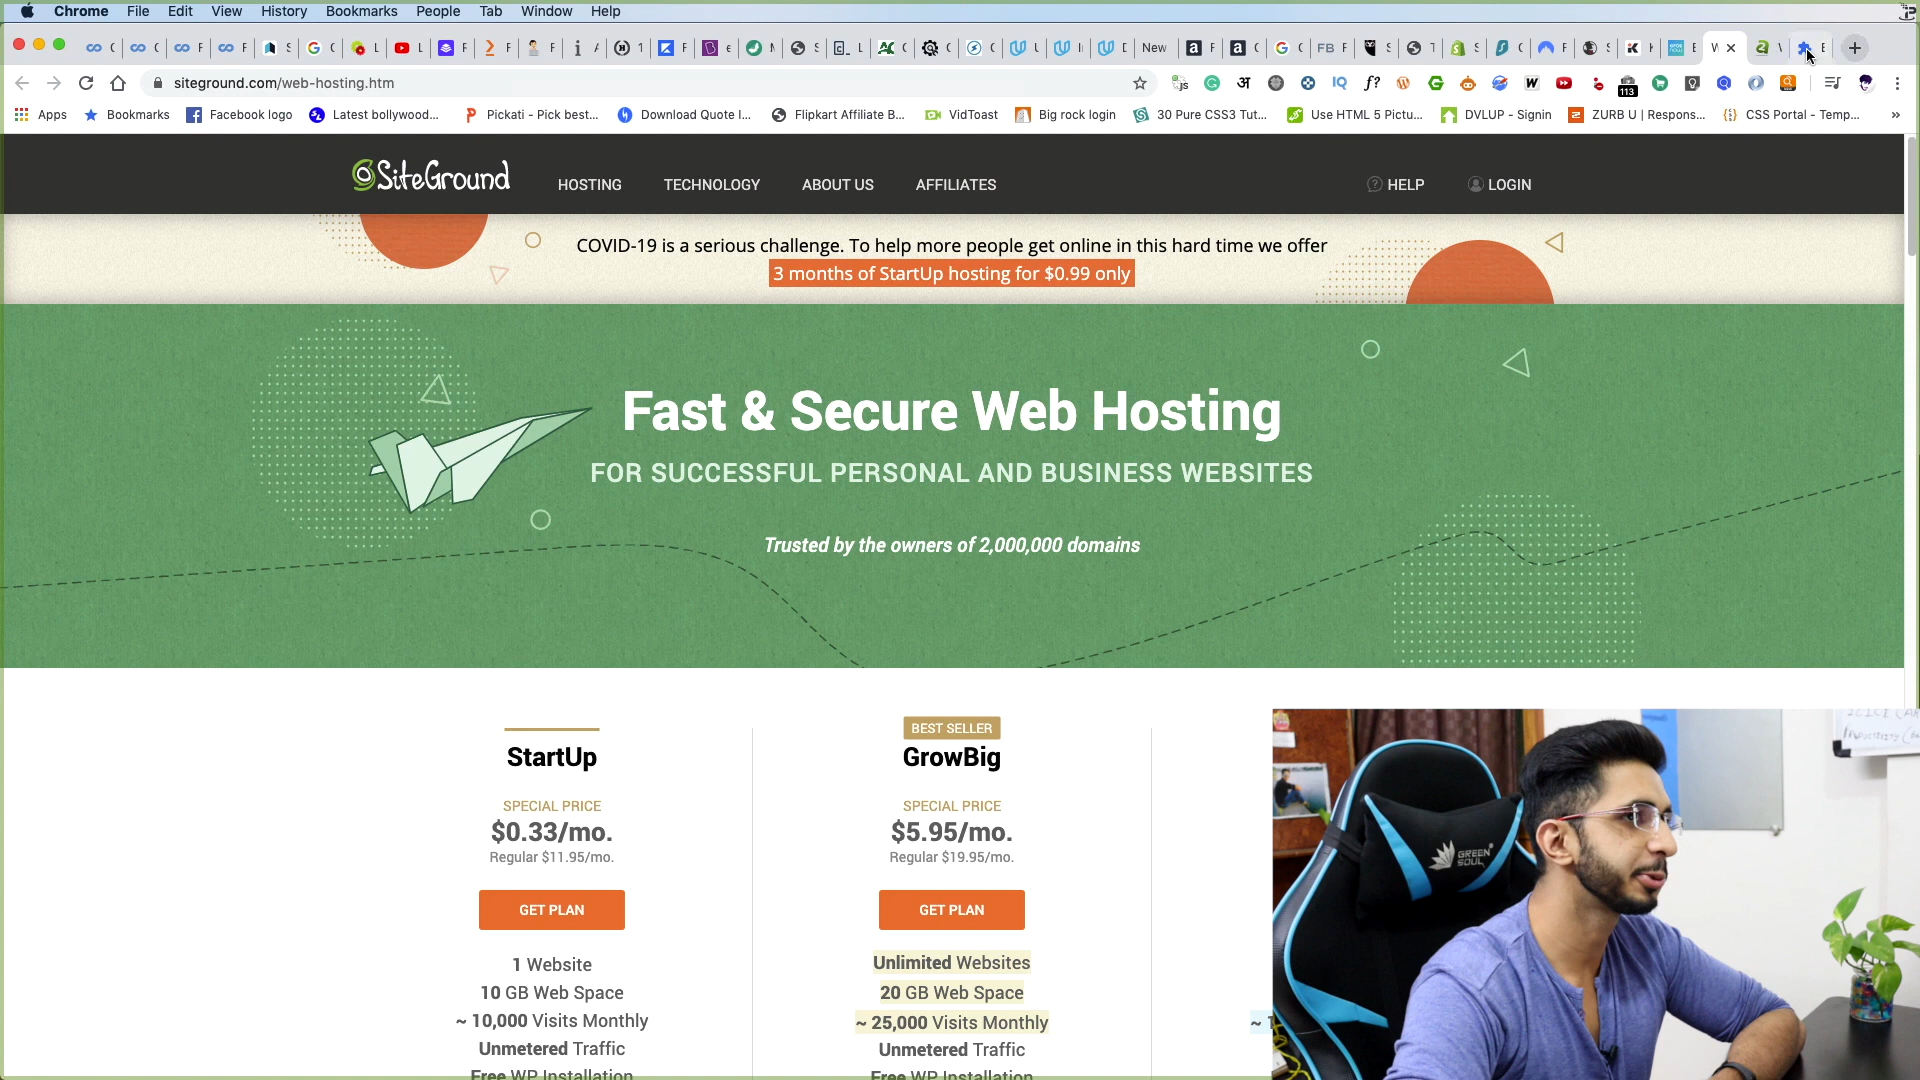 Chrome File Edit View History Bookmarks People Tab Window Help
siteground.com/web-hosting.htm
113
Apps Bookmarks Facebook logo Latest bollywood... Pickati - Pick best... Download Quote I... Flipkart Affiliate B... VidToast Big rock login 30 Pure CSS3 Tut... Use HTML 5 Pictu... DVLUP - Signin ZURB U | Respons... CSS Portal - Temp... »
SiteGround HOSTING TECHNOLOGY ABOUT US AFFILIATES HELP LOGIN
COVID-19 is a serious challenge. To help more people get online in this hard time we offer
3 months of StartUp hosting for $0.99 only
Fast & Secure Web Hosting
FOR SUCCESSFUL PERSONAL AND BUSINESS WEBSITES
Trusted by the owners of 2,000,000 domains
StartUp
SPECIAL PRICE
$0.33/mo.
Regular $11.95/mo.
GET PLAN
1 Website
10 GB Web Space
~ 10,000 Visits Monthly
Unmetered Traffic
Free WP Installation
BEST SELLER
GrowBig
SPECIAL PRICE
$5.95/mo.
Regular $19.95/mo.
GET PLAN
Unlimited Websites
20 GB Web Space
~ 25,000 Visits Monthly
Unmetered Traffic
Free WP Installation
GREEN SOUL